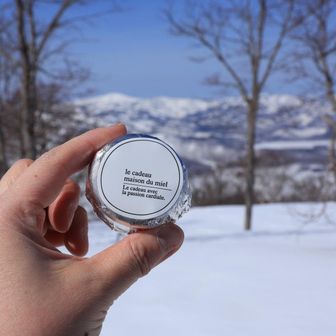 le cadeau
maison du miel
Le cadeau avec
la passion cardiale.